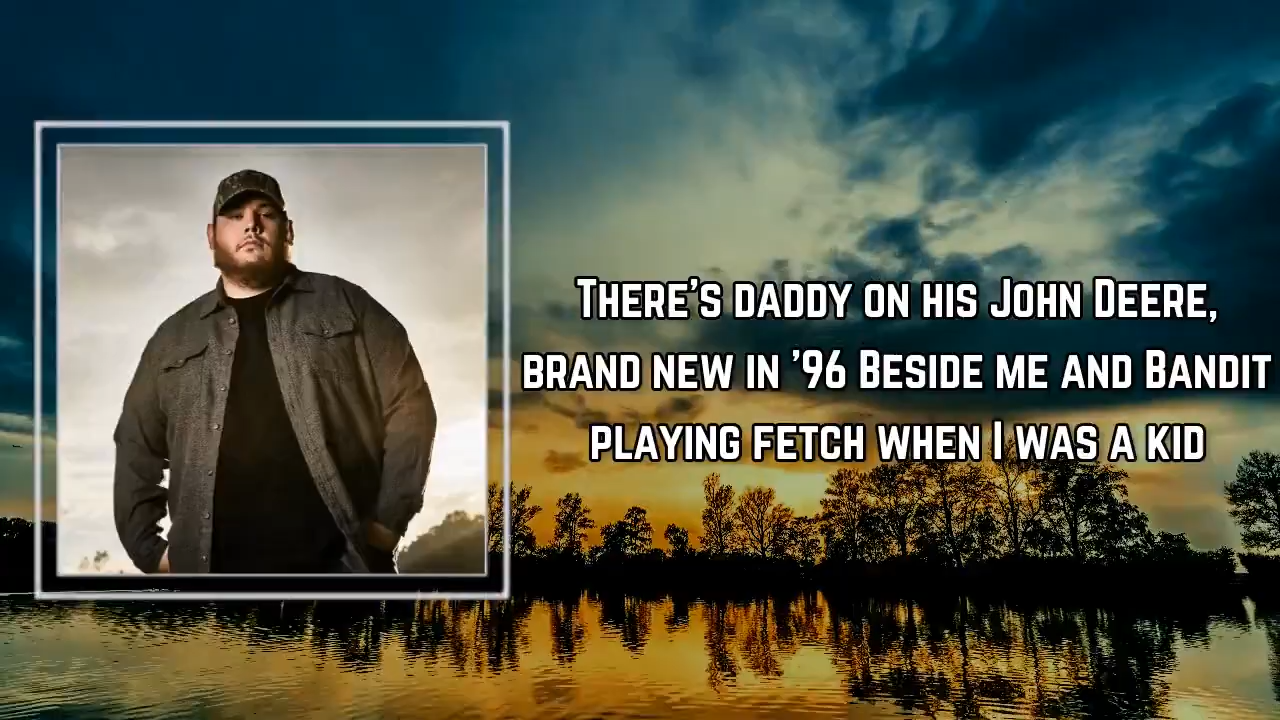 There's daddy on his John Deere,
brand new in '96 Beside me and Bandit
playing fetch when I was a kid